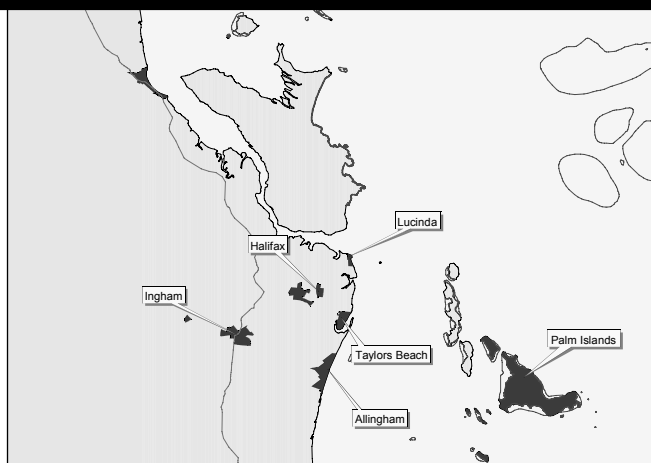 Lucinda
Halifax
Ingham
Palm Islands
Taylors Beach
Allingham